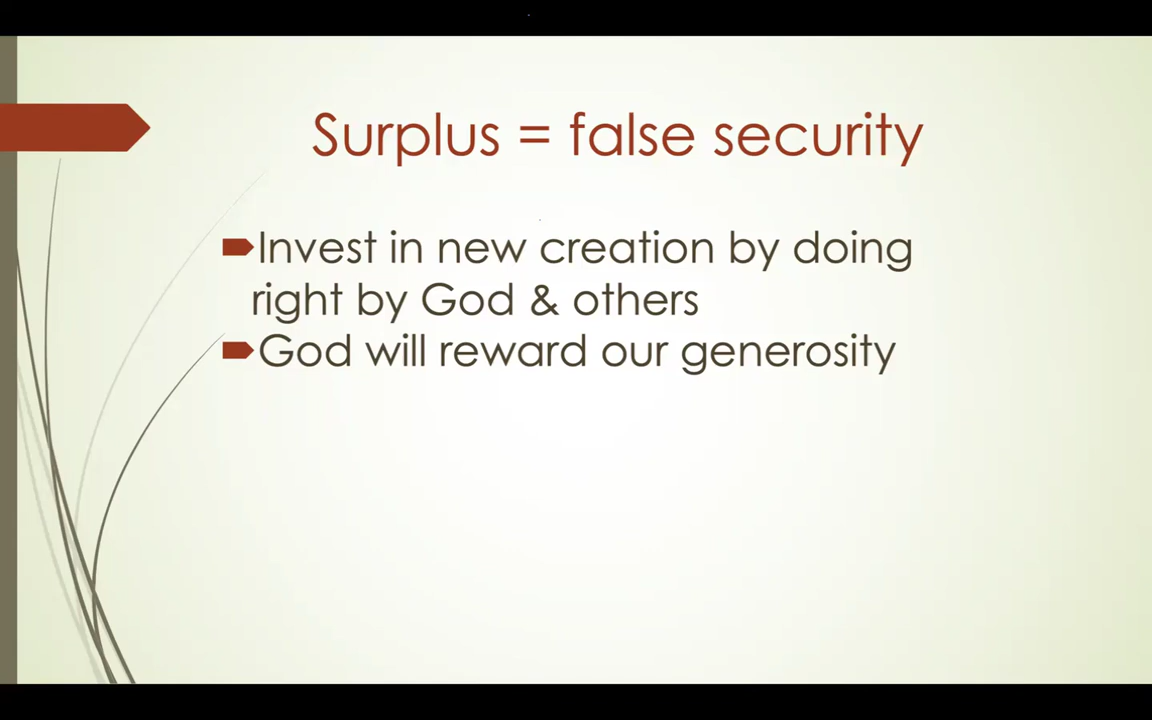 Surplus = false security
Invest in new creation by doing
right by God & others
God will reward our generosity